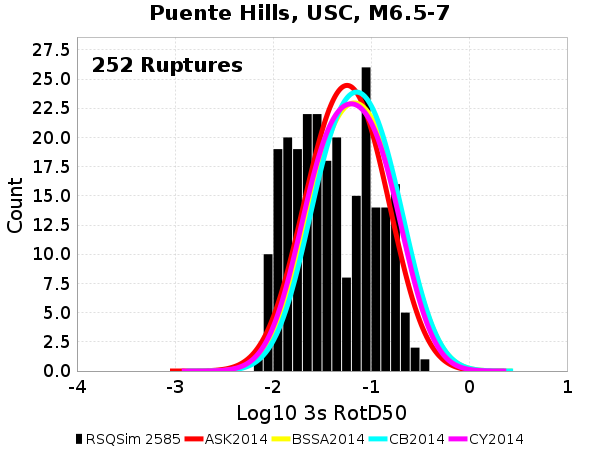 Puente Hills, USC, M6.5-7
252 Ruptures
27.5
25.0
22.5
20.0
17.5
15.0
12.5
10.0
7.5
5.0
2.5
0.0
Count
-4 -3 -2 -1 0 1
Log10 3s RotD50
RSQSim 2585 ASK2014 BSSA2014 CB2014 CY2014